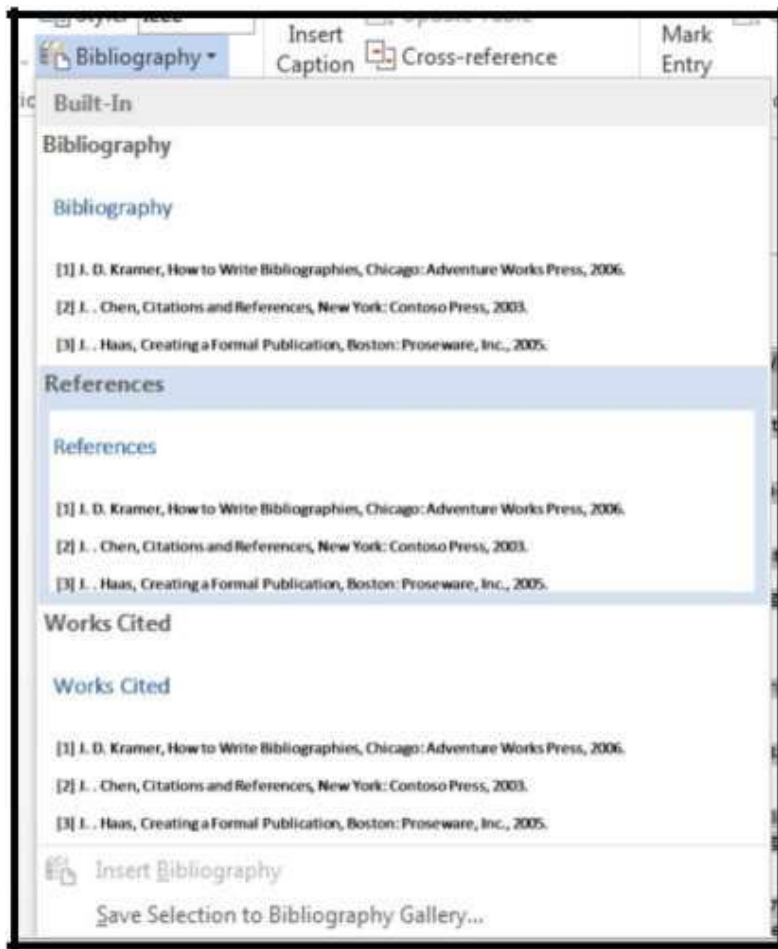 Style: IEEE
Update Table
Insert
Caption
Bibliography
Cross-reference
Mark
Entry
Built-In
Bibliography
Bibliography
[1] J. D. Kramer, How to Write Bibliographies, Chicago: Adventure Works Press, 2006.
[2] J. . Chen, Citations and References, New York: Contoso Press, 2003.
[3] J. . Haas, Creating a Formal Publication, Boston: Proseware, Inc., 2005.
References
References
[1] J. D. Kramer, How to Write Bibliographies, Chicago: Adventure Works Press, 2006.
[2] J. . Chen, Citations and References, New York: Contoso Press, 2003.
[3] J. . Haas, Creating a Formal Publication, Boston: Proseware, Inc., 2005.
Works Cited
Works Cited
[1] J. D. Kramer, How to Write Bibliographies, Chicago: Adventure Works Press, 2006.
[2] J. . Chen, Citations and References, New York: Contoso Press, 2003.
[3] J. . Haas, Creating a Formal Publication, Boston: Proseware, Inc., 2005.
Insert Bibliography
Save Selection to Bibliography Gallery...